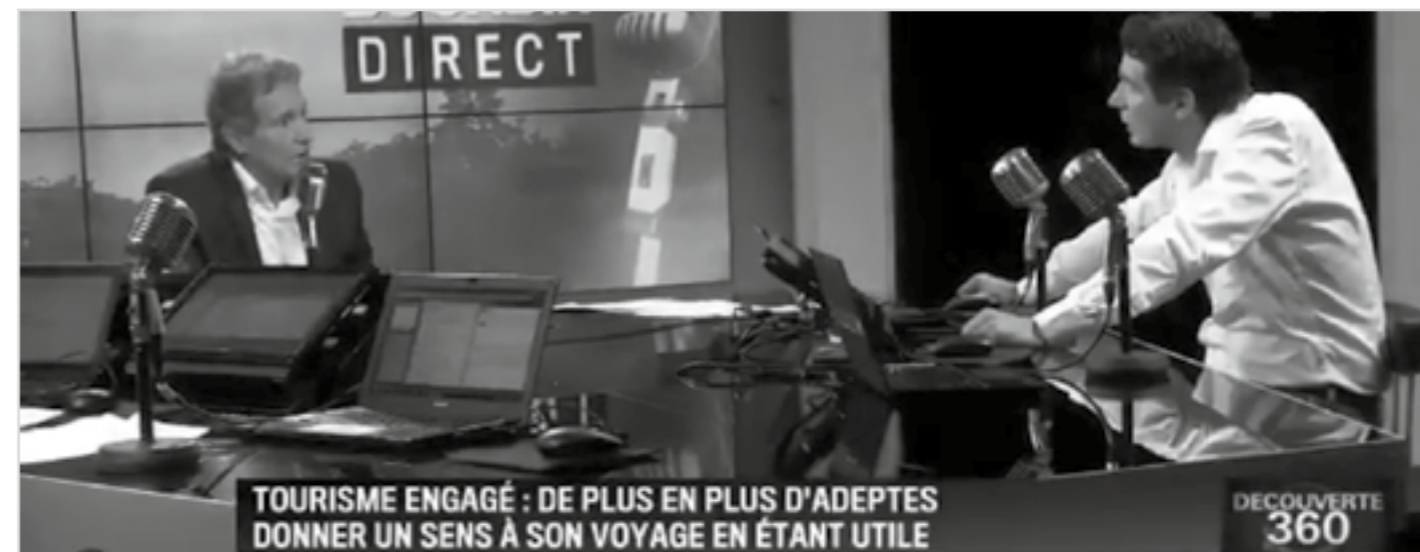 DIRECT
TOURISME ENGAGÉ : DE PLUS EN PLUS D'ADEPTES
DONNER UN SENS À SON VOYAGE EN ÉTANT UTILE
DECOUVERTE
360